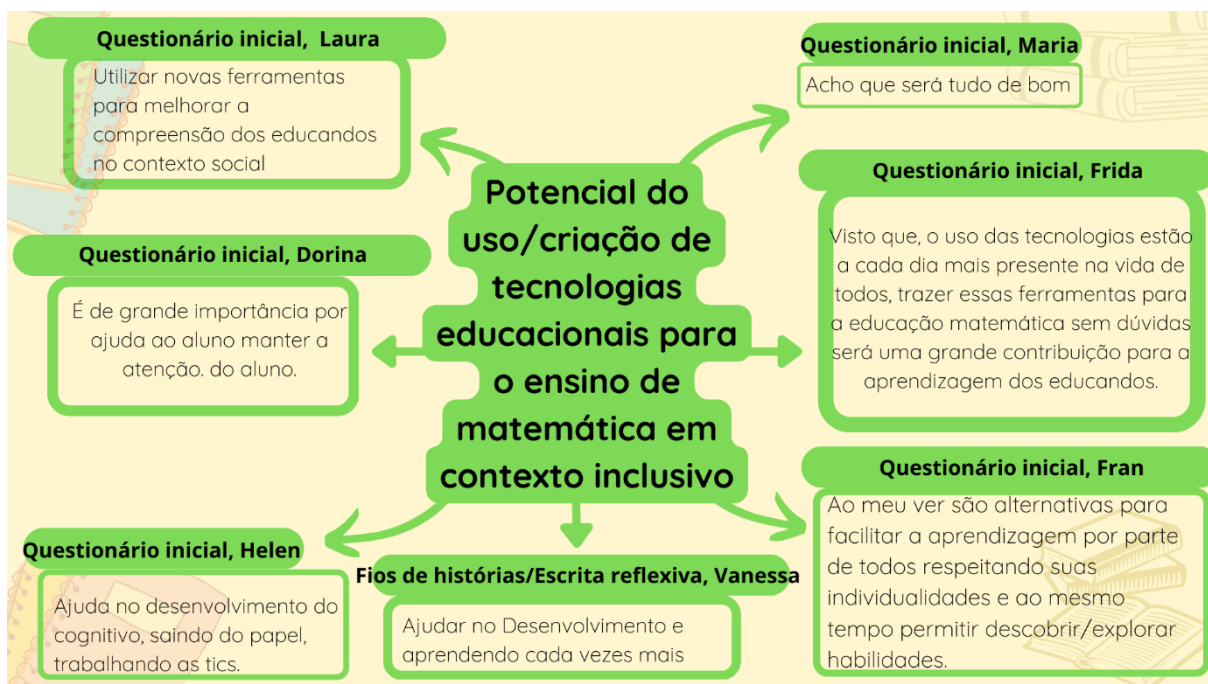 Questionário inicial, Laura
Utilizar novas ferramentas
para melhorar a
compreensão dos educandos
no contexto social
Questionário inicial, Maria
Acho que será tudo de bom
Potencial do
uso/criação de
tecnologias
educacionais para
o ensino de
matemática em
contexto inclusivo
Questionário inicial, Dorina
É de grande importância por
ajuda ao aluno manter a
atenção. do aluno.
Questionário inicial, Frida
Visto que, o uso das tecnologias estão
a cada dia mais presente na vida de
todos, trazer essas ferramentas para
a educação matemática sem dúvidas
será uma grande contribuição para a
aprendizagem dos educandos.
Questionário inicial, Helen
Ajuda no desenvolvimento do
cognitivo, saindo do papel,
trabalhando as tics.
Fios de histórias/Escrita reflexiva, Vanessa
Ajudar no Desenvolvimento e
aprendendo cada vezes mais
Questionário inicial, Fran
Ao meu ver são alternativas para
facilitar a aprendizagem por parte
de todos respeitando suas
individualidades e ao mesmo
tempo permitir descobrir/explorar
habilidades.